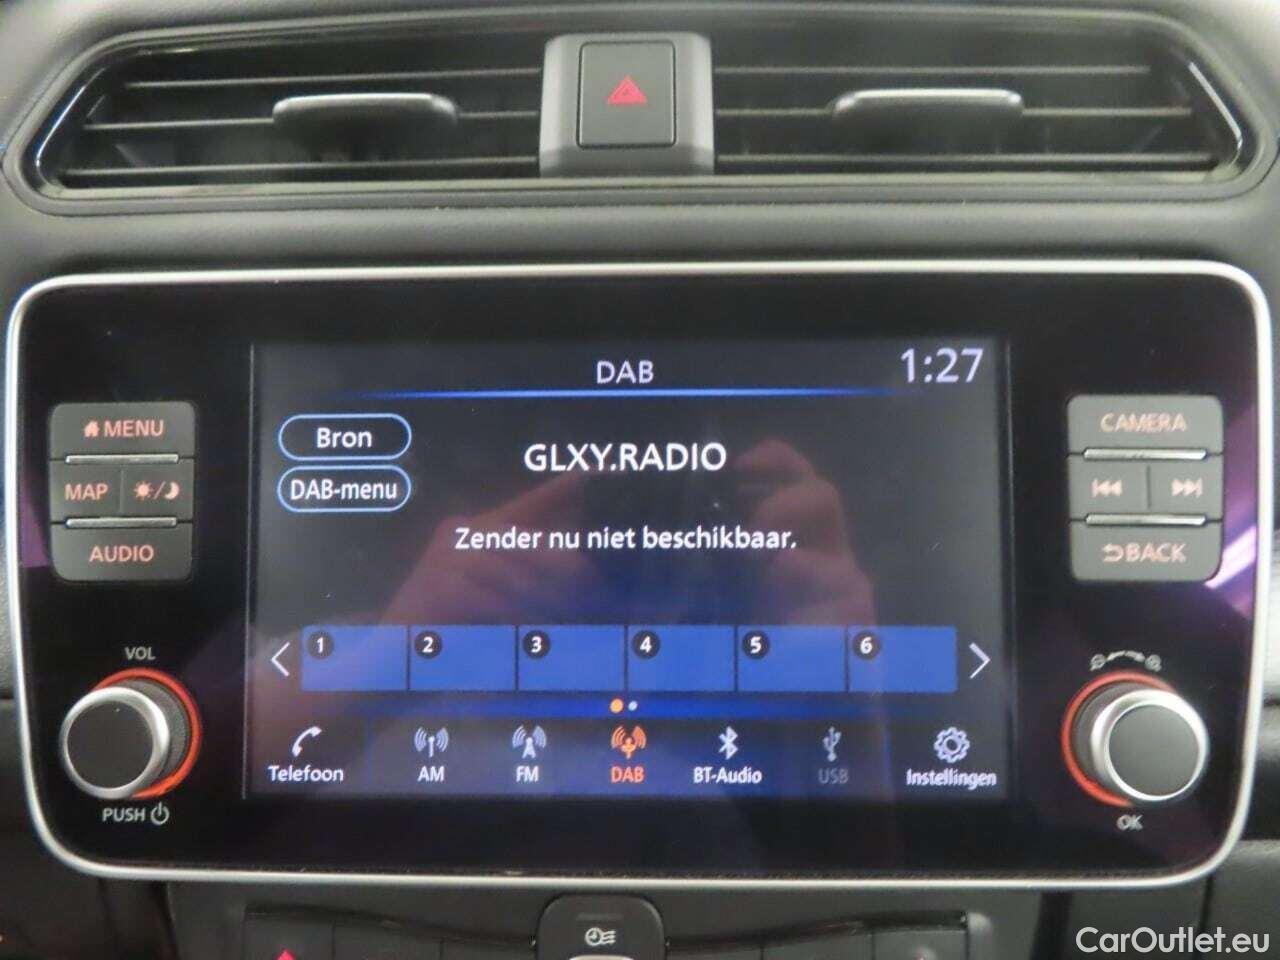 DAB
1:27
MENU
CAMERA
Bron
GLXY.RADIO
MAP
DAB-menu
AUDIO
Zender nu niet beschikbaar.
BACK
VOL
1 2 3 4 5 6
Telefoon AM FM DAB BT-Audio USB Instellingen
PUSH
OK
CarOutlet.eu